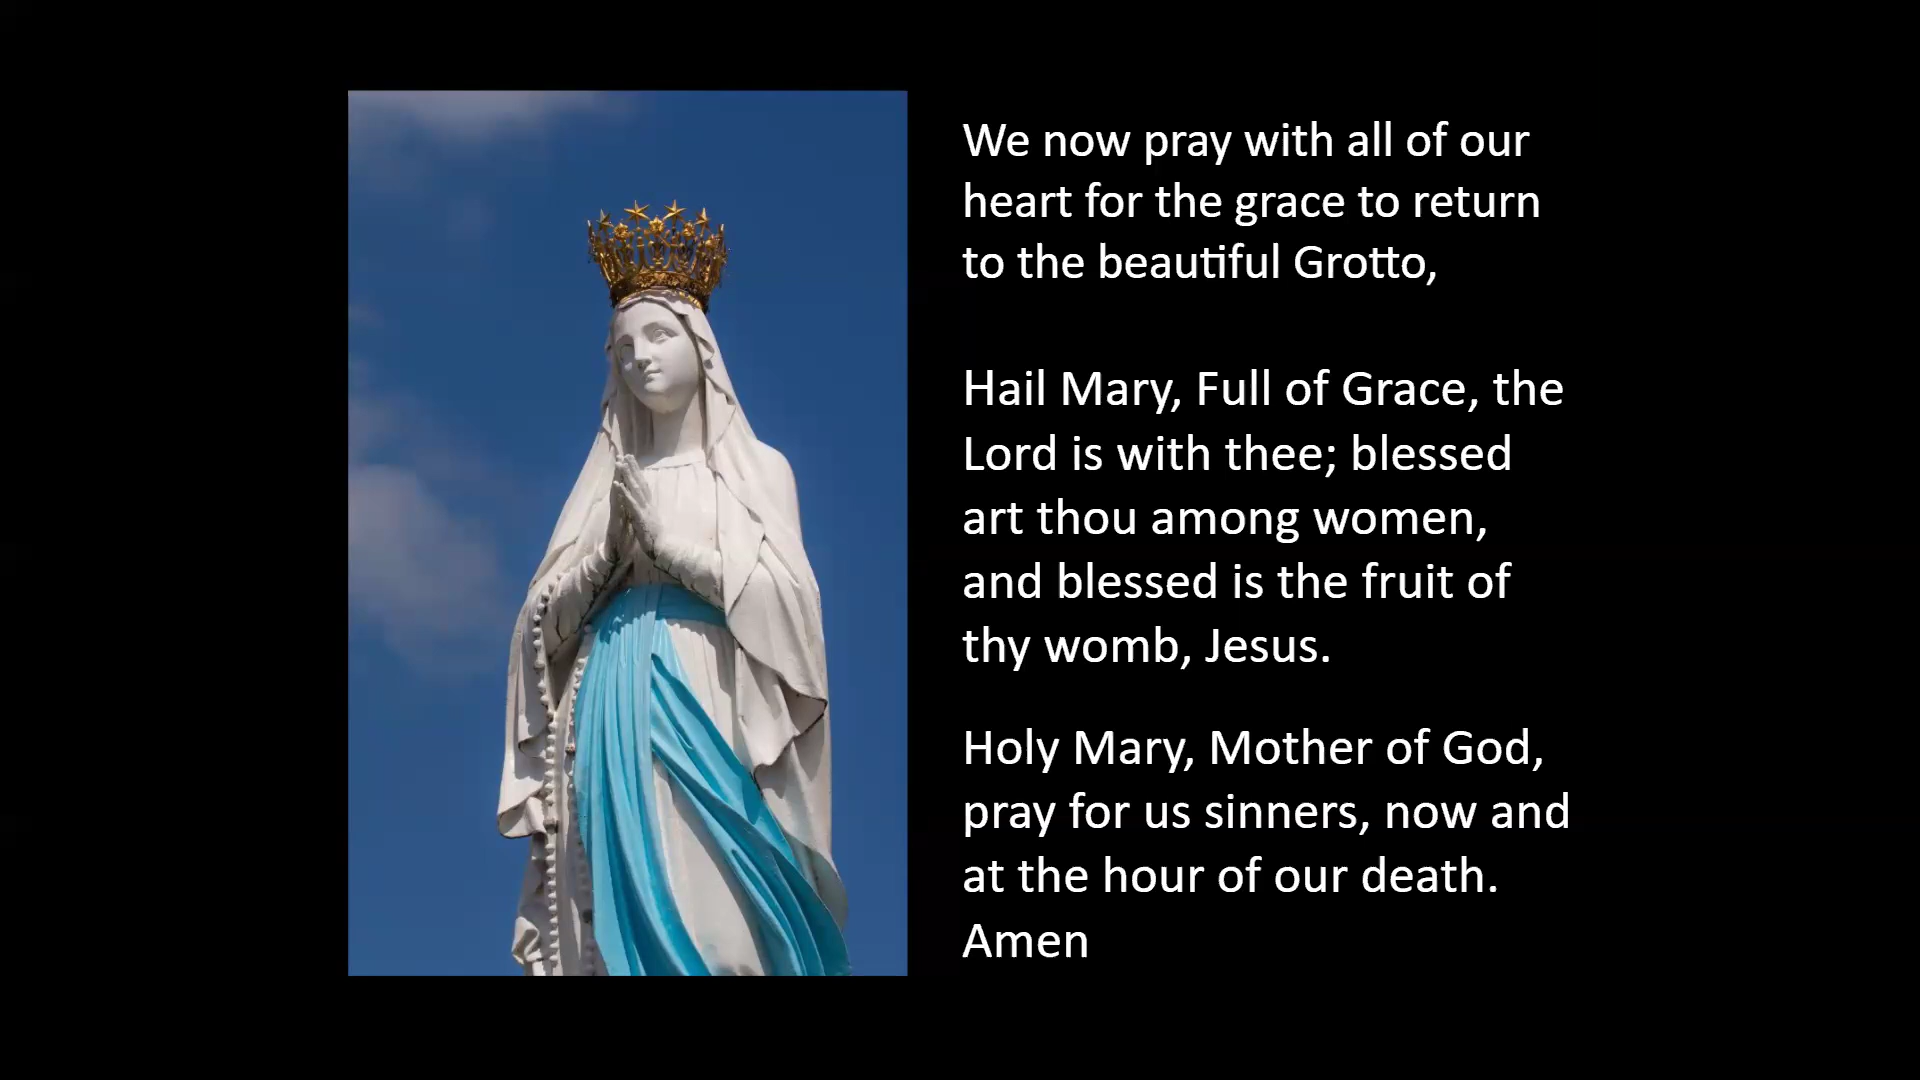 We now pray with all of our
heart for the grace to return
to the beautiful Grotto,
Hail Mary, Full of Grace, the
Lord is with thee; blessed
art thou among women,
and blessed is the fruit of
thy womb, Jesus.
Holy Mary, Mother of God,
pray for us sinners, now and
at the hour of our death.
Amen